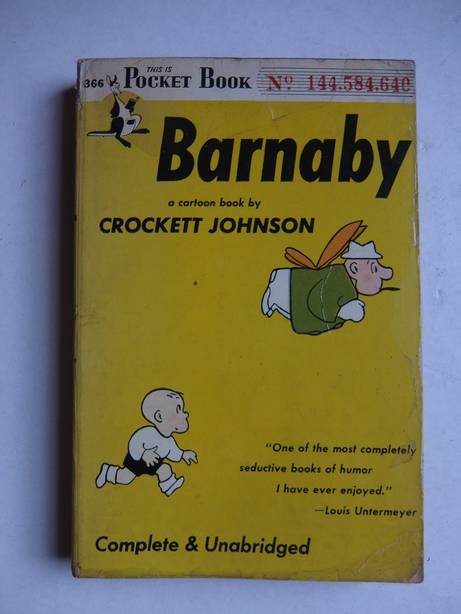 366
THIS IS
POCKET BOOK Nº 144.584.640
Barnaby
a cartoon book by
CROCKETT JOHNSON
"One of the most completely
seductive books of humor
I have ever enjoyed."
—Louis Untermeyer
Complete & Unabridged